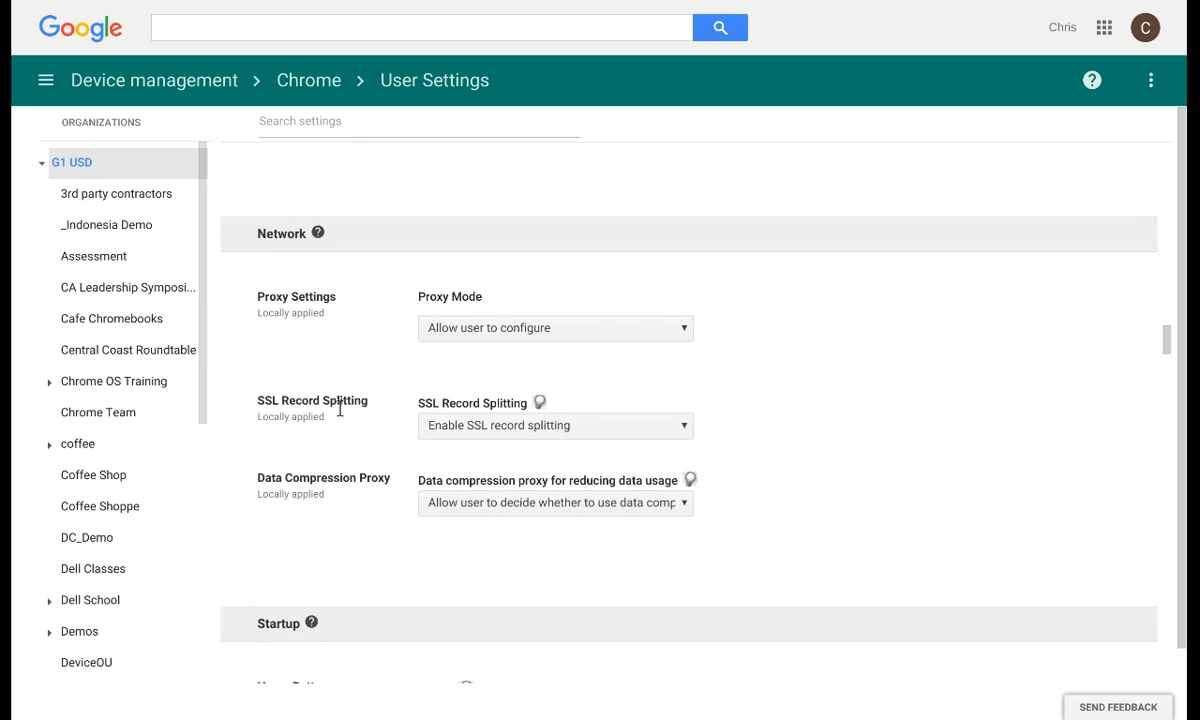 Google
Chris
C
Device management > Chrome > User Settings
?
ORGANIZATIONS
Search settings
G1 USD
3rd party contractors
_Indonesia Demo
Assessment
CA Leadership Symposi...
Cafe Chromebooks
Central Coast Roundtable
Chrome OS Training
Chrome Team
coffee
Coffee Shop
Coffee Shoppe
DC_Demo
Dell Classes
Dell School
Demos
DeviceOU
Network ?
Proxy Settings
Locally applied
Proxy Mode
Allow user to configure
SSL Record Splitting
Locally applied
SSL Record Splitting
Enable SSL record splitting
Data Compression Proxy
Locally applied
Data compression proxy for reducing data usage
Allow user to decide whether to use data comp
Startup ?
SEND FEEDBACK